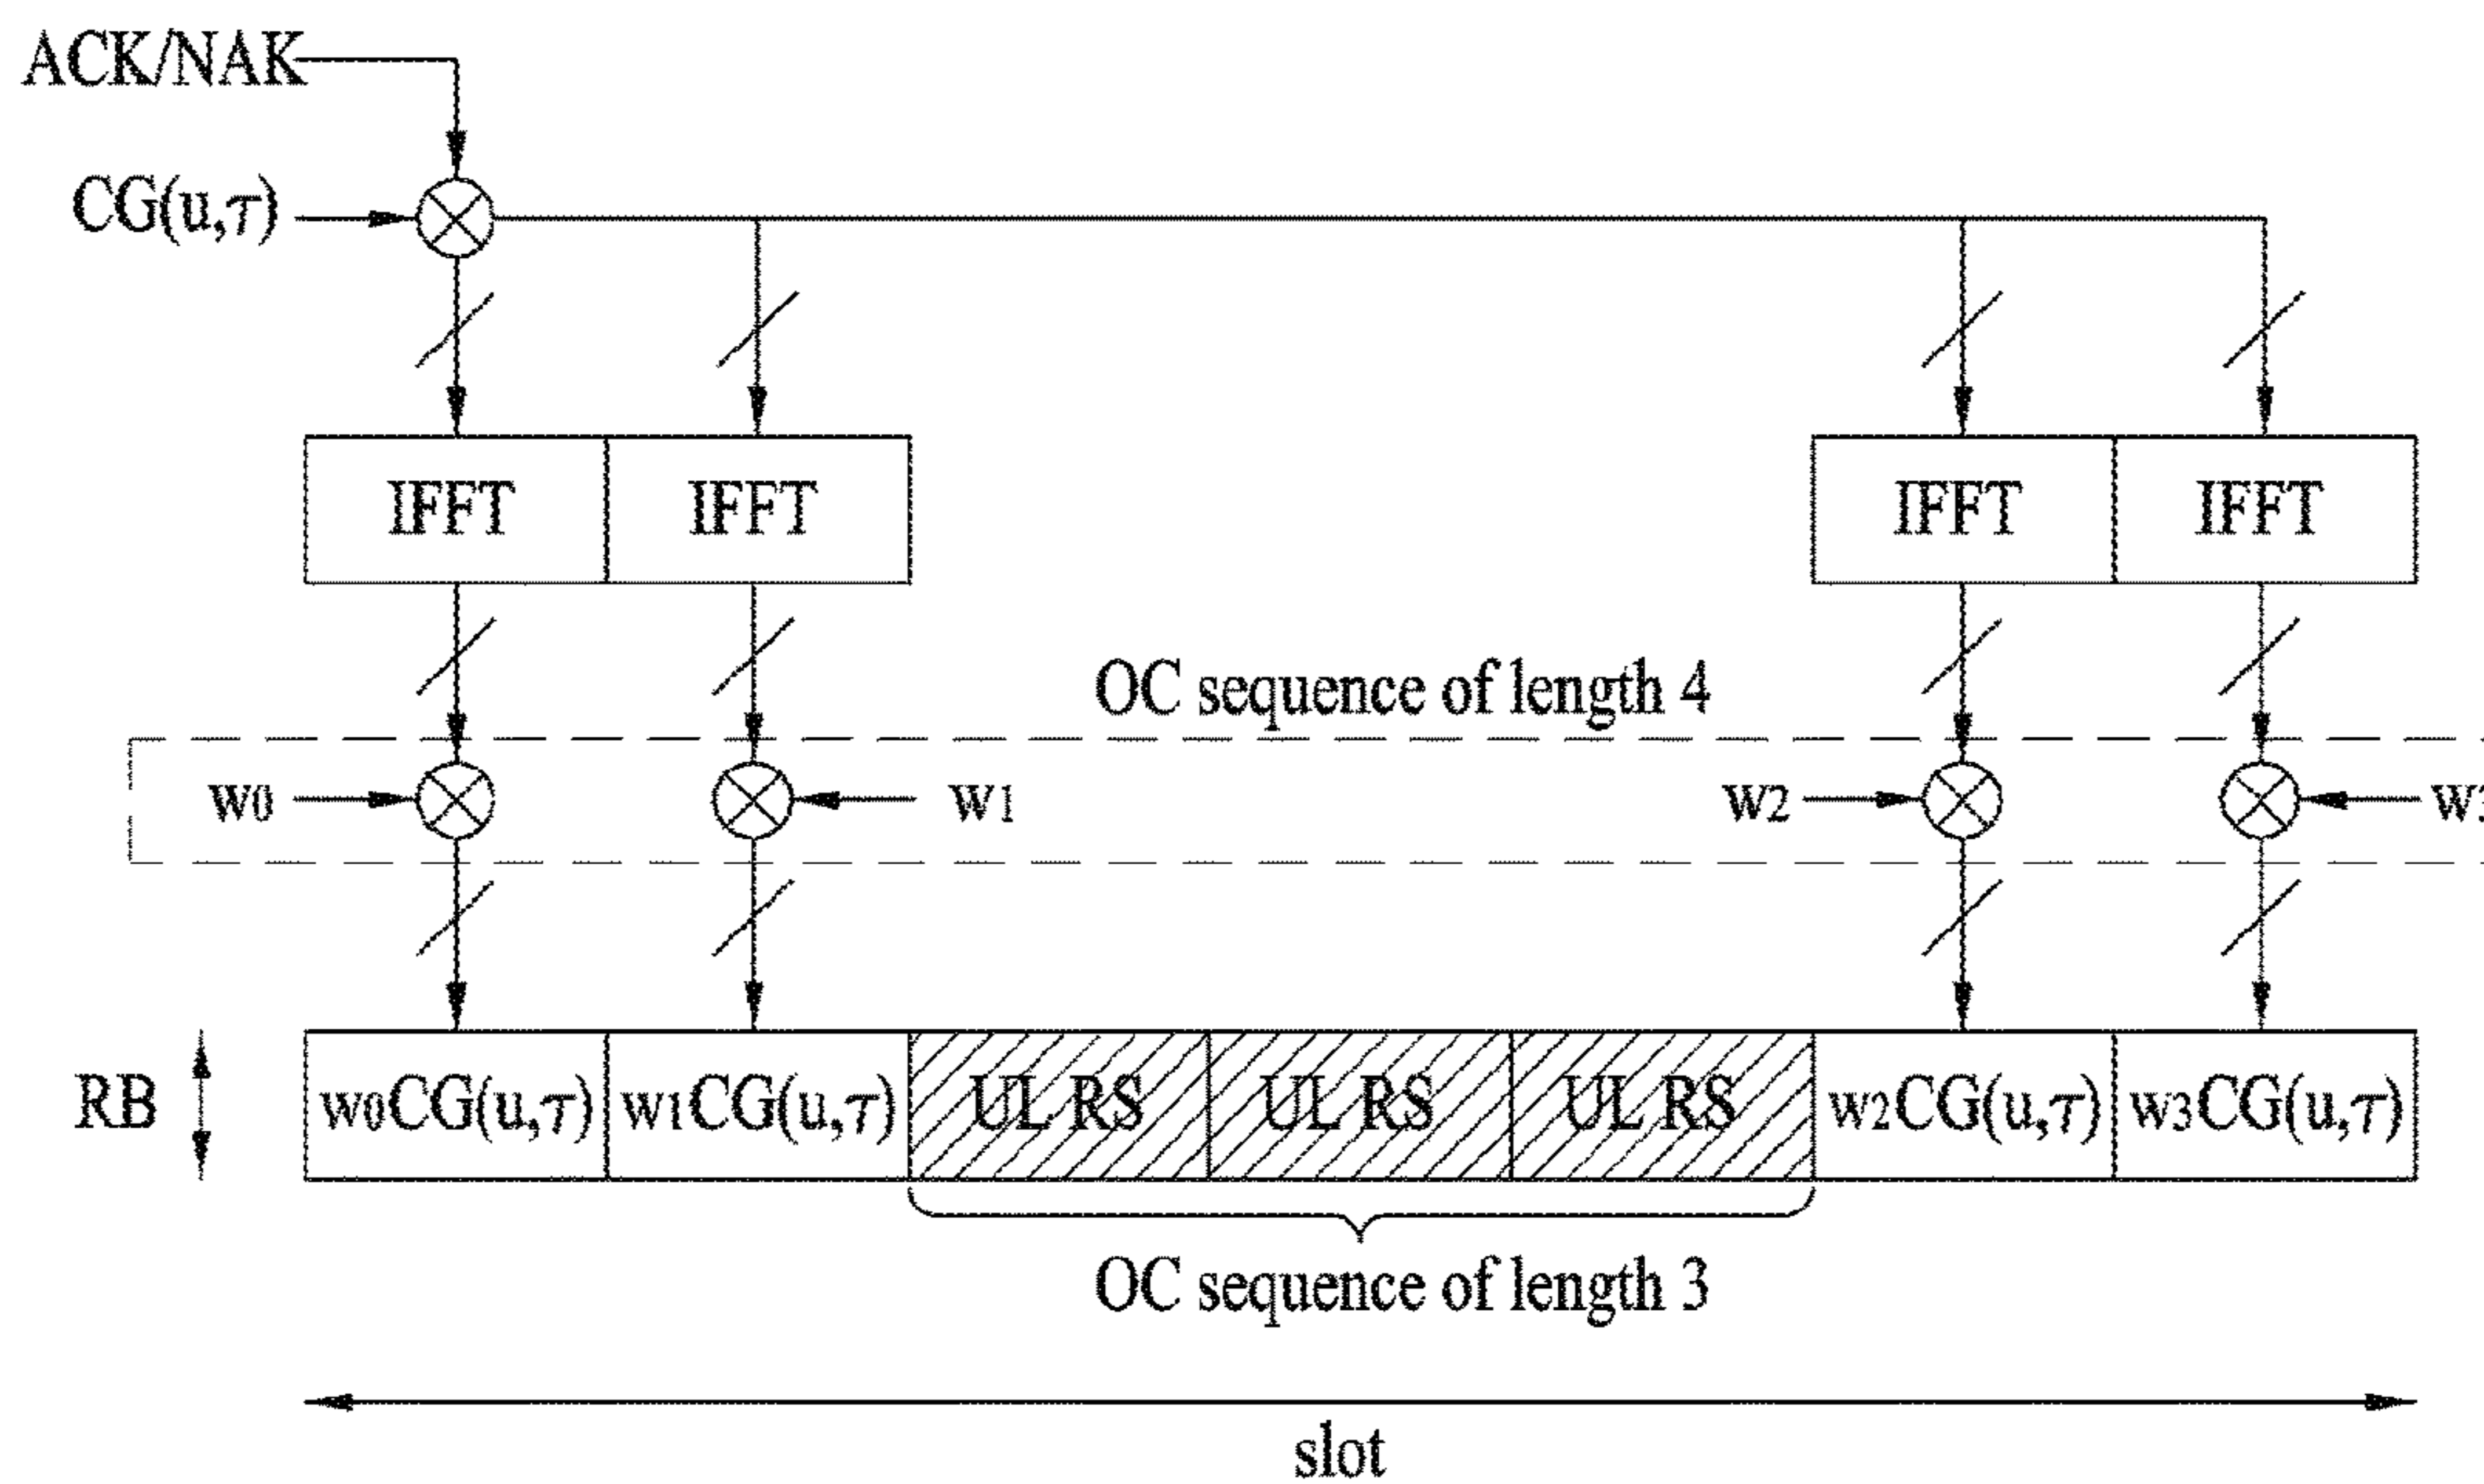 ACK/NAK
CG(u,τ)
IFFT IFFT IFFT IFFT
OC sequence of length 4
w0 w1 w2 w3
RB w0CG(u,τ) w1CG(u,τ) UL RS UL RS UL RS w2CG(u,τ) w3CG(u,τ)
OC sequence of length 3
slot